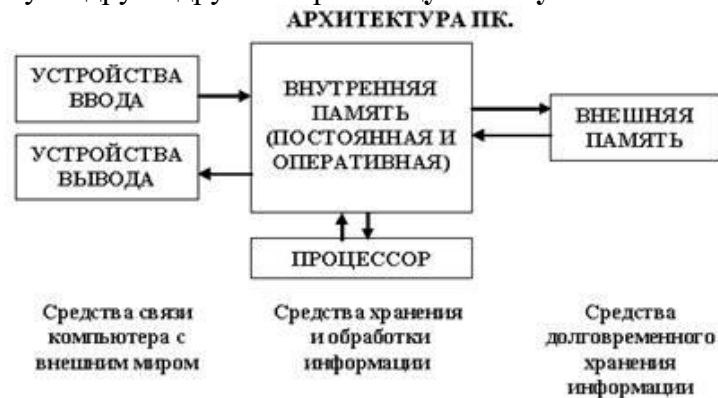 АРХИТЕКТУРА ПК.
УСТРОЙСТВА
ВВОДА
УСТРОЙСТВА
ВЫВОДА
ВНУТРЕННЯЯ
ПАМЯТЬ
(ПОСТОЯННАЯ И
ОПЕРАТИВНАЯ)
ВНЕШНЯЯ
ПАМЯТЬ
ПРОЦЕССОР
Средства связи
компьютера с
внешним миром
Средства хранения
и обработки
информации
Средства
долговременного
хранения
информации